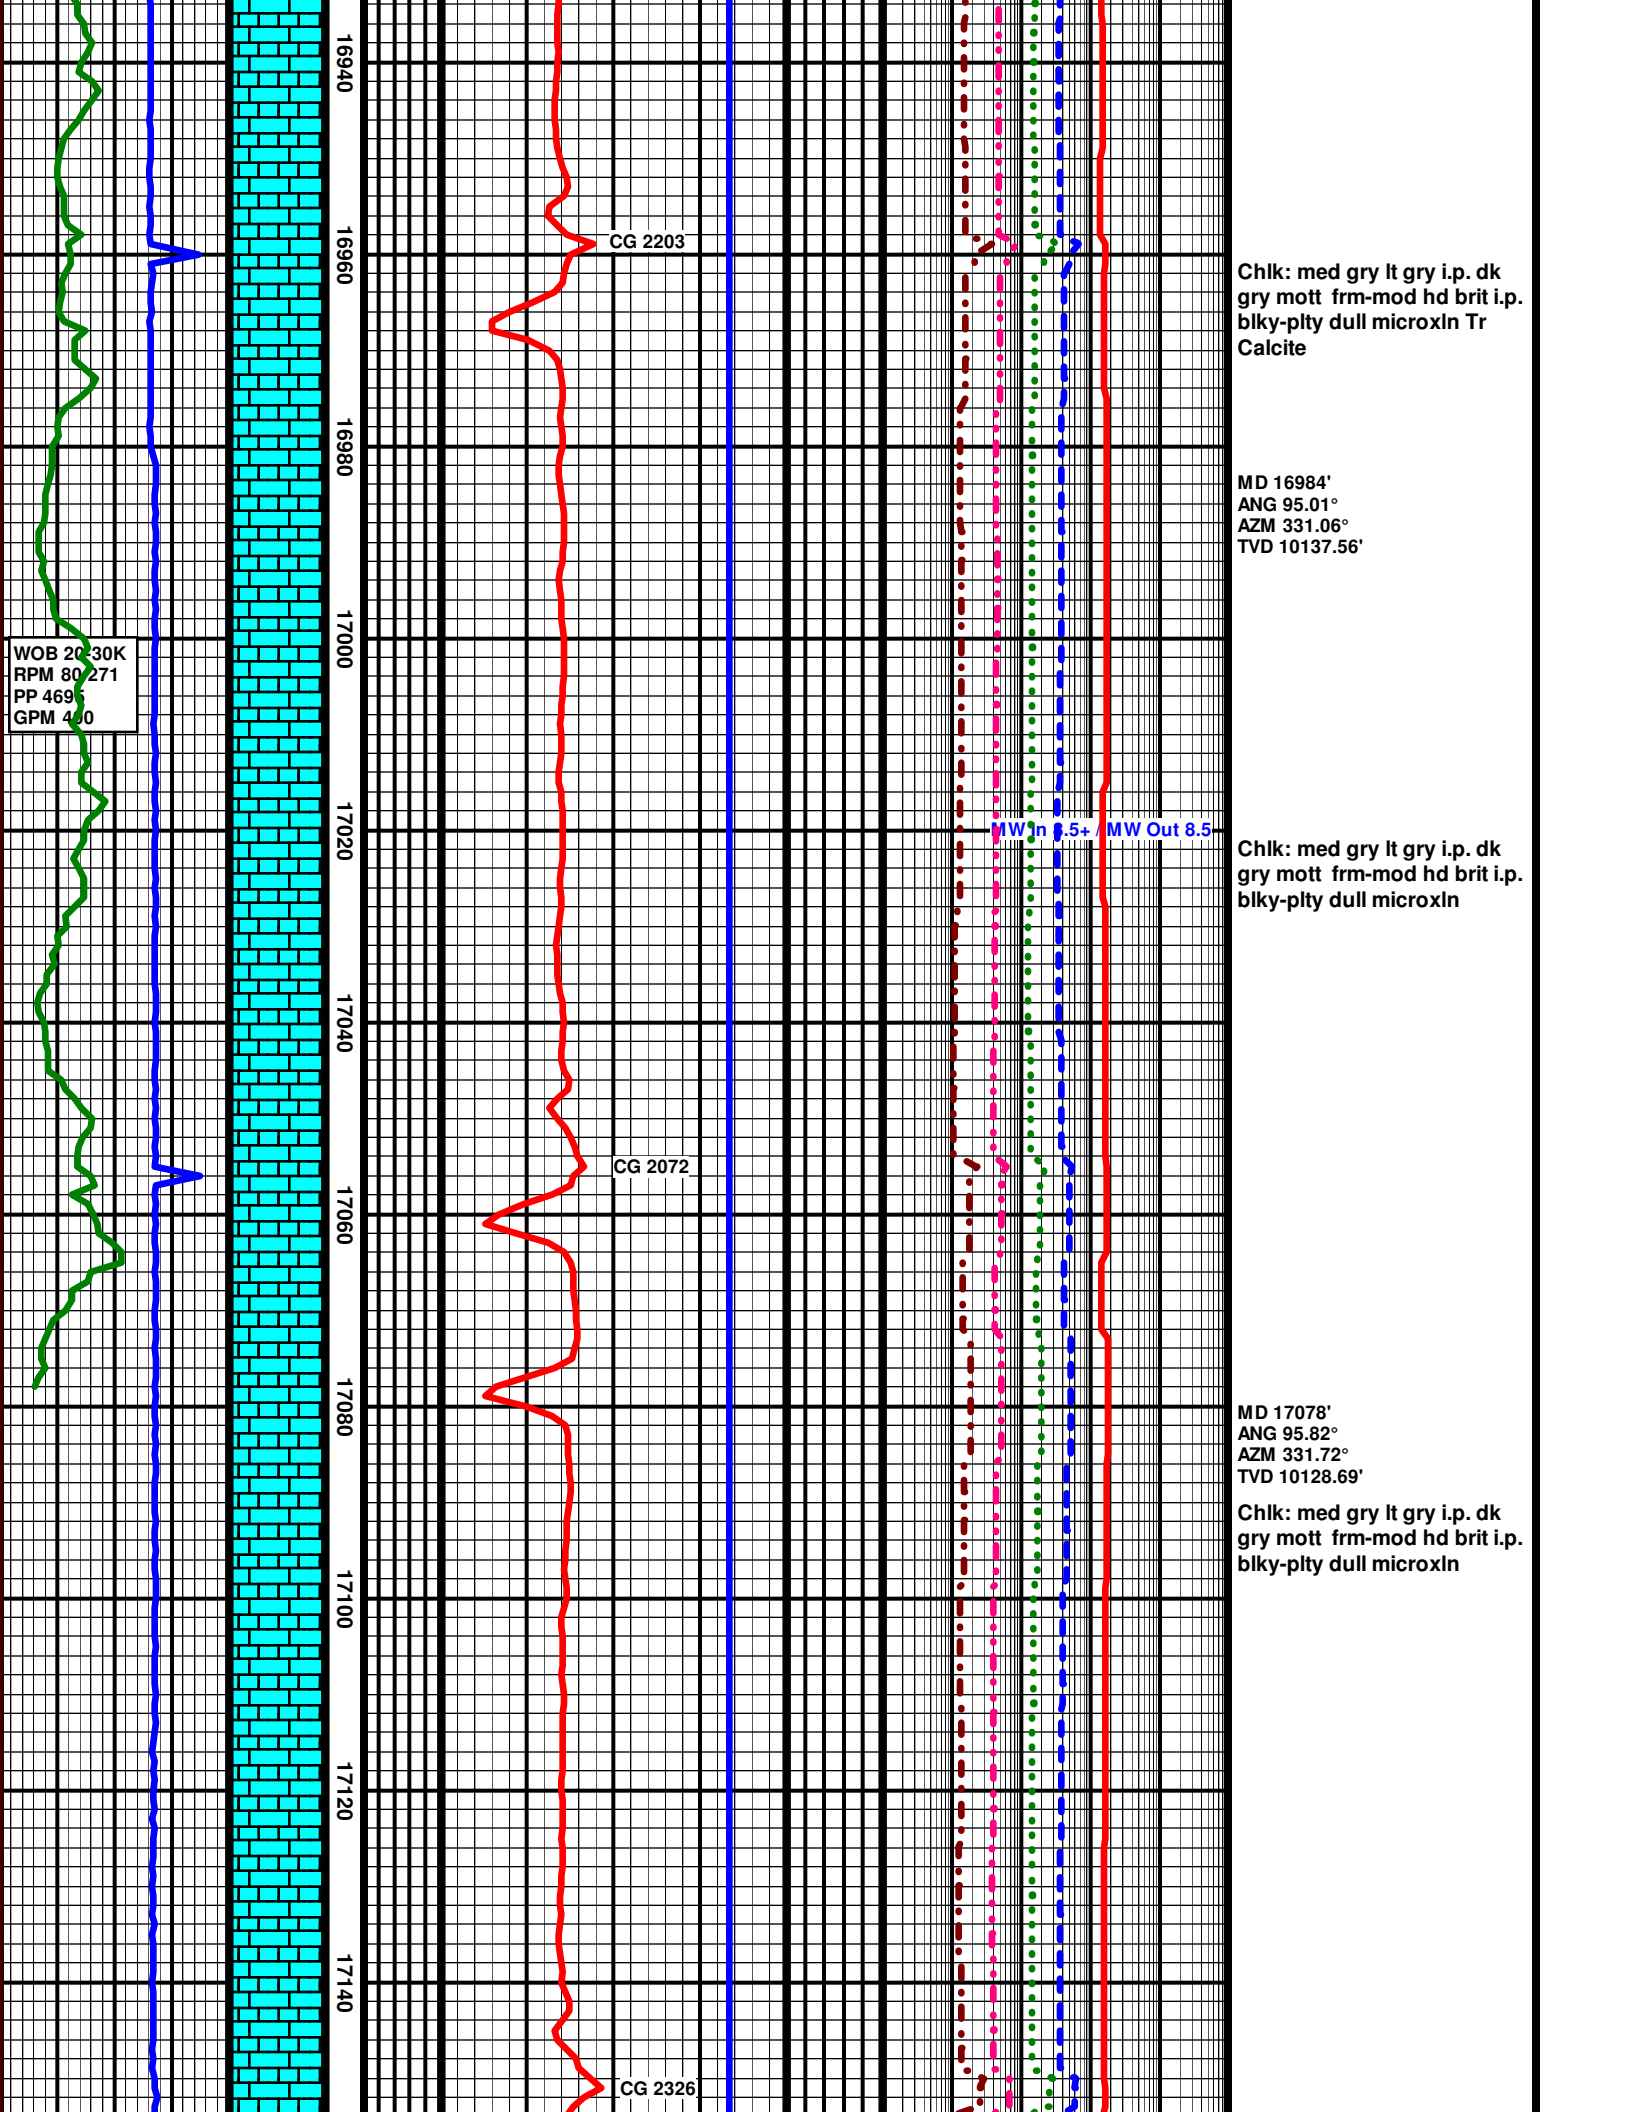 16940
CG 2203
16960
Chlk: med gry lt gry i.p. dk
gry mott frm-mod hd brit i.p.
blky-plty dull microxln Tr
Calcite
16980
MD 16984'
ANG 95.01°
AZM 331.06°
TVD 10137.56'
17000
WOB 20-30K
RPM 80/271
PP 4695
GPM
17020
MW In 8.5+ / MW Out 8.5
Chlk: med gry lt gry i.p. dk
gry mott frm-mod hd brit i.p.
blky-plty dull microxln
17040
CG 2072
17060
17080
MD 17078'
ANG 95.82°
AZM 331.72°
TVD 10128.69'
Chlk: med gry lt gry i.p. dk
gry mott frm-mod hd brit i.p.
blky-plty dull microxln
17100
17120
17140
CG 2326